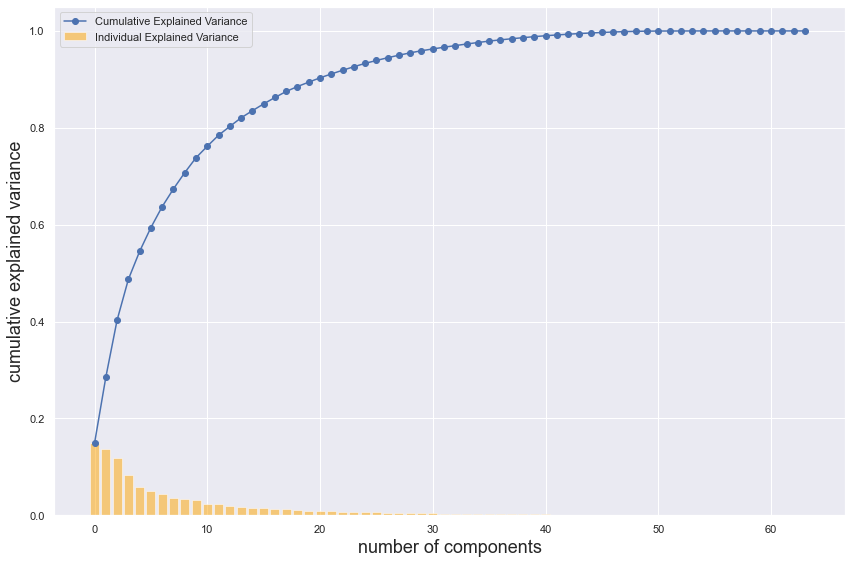 Cumulative Explained Variance
Individual Explained Variance
cumulative explained variance
1.0
0.8
0.6
0.4
0.2
0.0
0 10 20 30 40 50 60
number of components